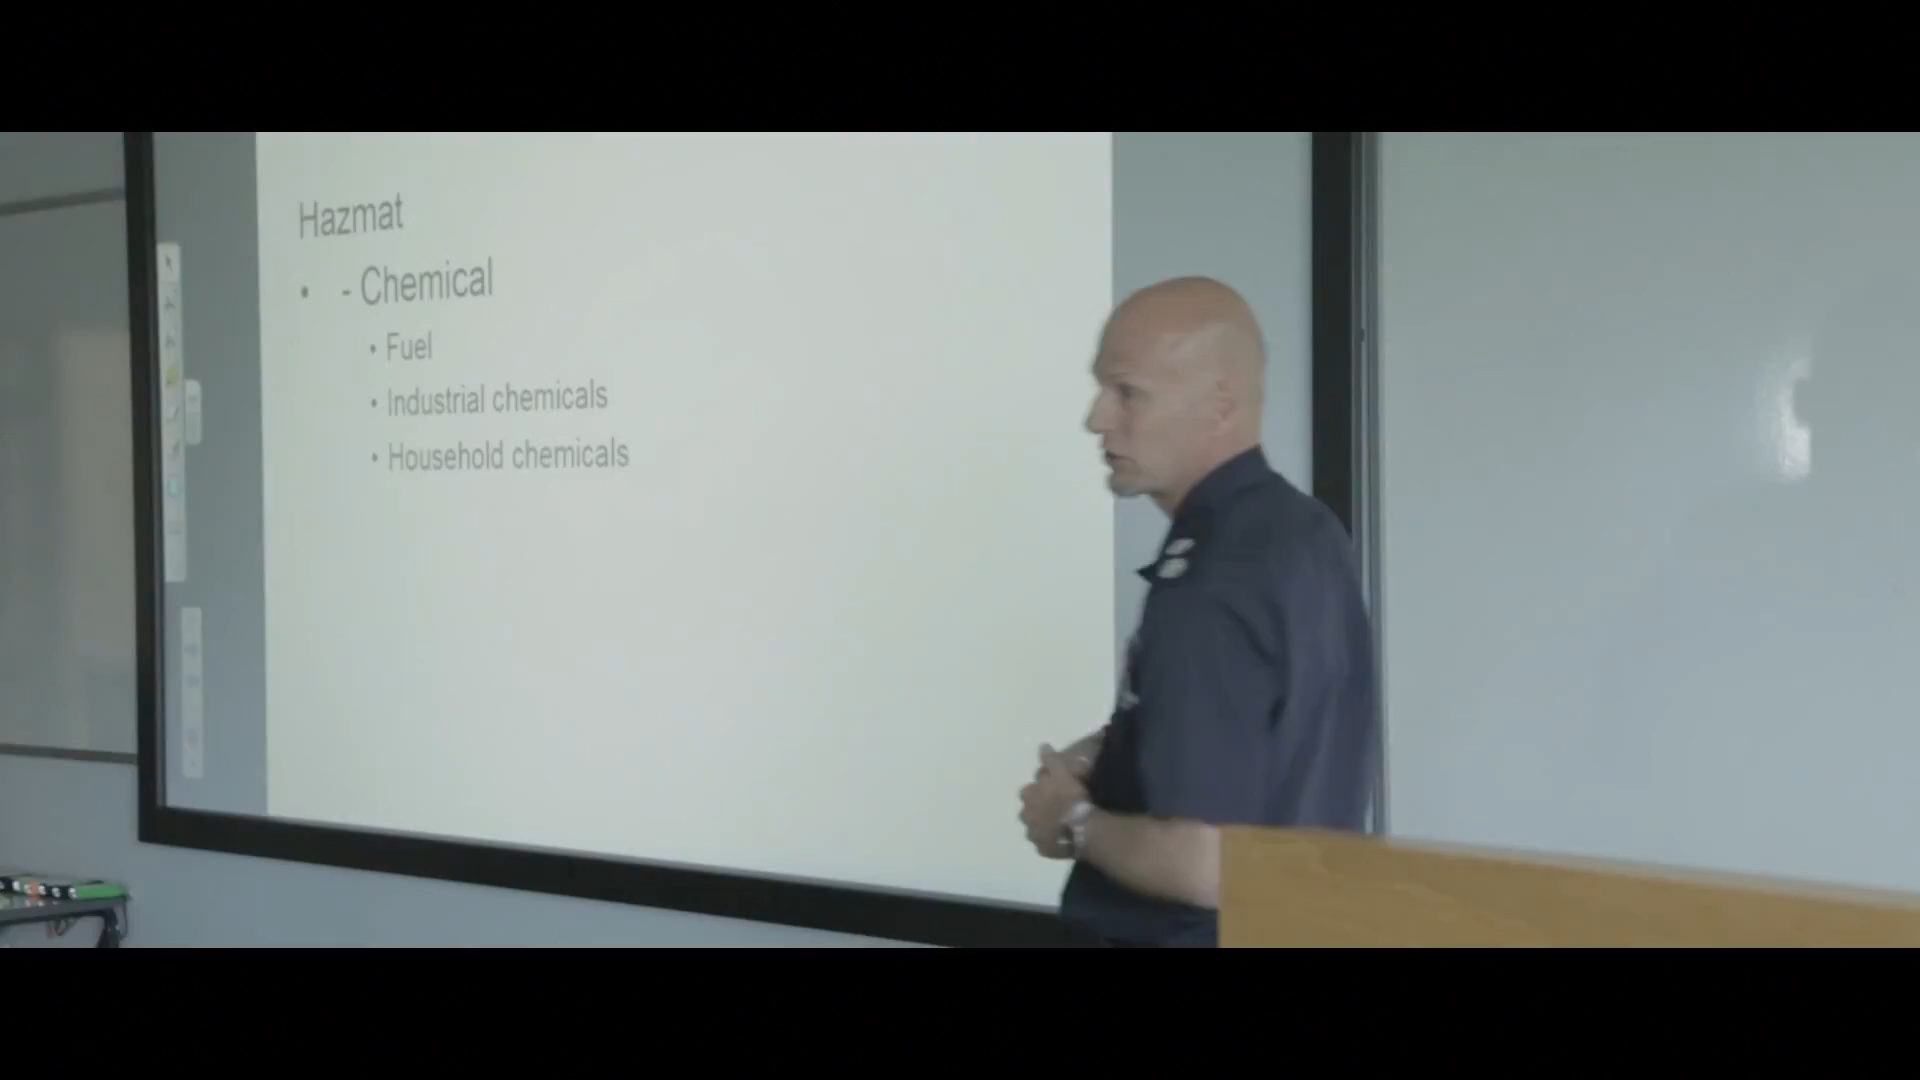 Hazmat
• - Chemical
• Fuel
• Industrial chemicals
• Household chemicals